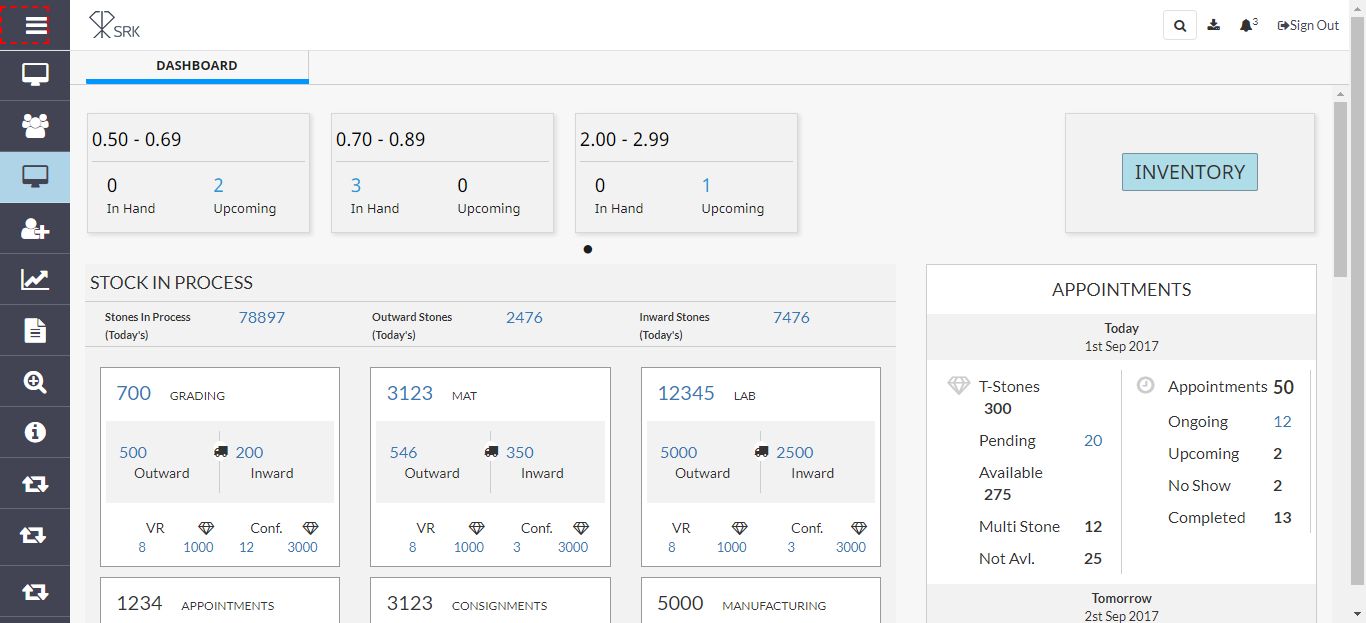 SRK
3
Sign Out
DASHBOARD
0.50 - 0.69
0 2
In Hand Upcoming
0.70 - 0.89
3 0
In Hand Upcoming
2.00 - 2.99
0 1
In Hand Upcoming
INVENTORY
STOCK IN PROCESS
Stones In Process 78897
(Today's)
Outward Stones 2476
(Today's)
Inward Stones 7476
(Today's)
700 GRADING
500 200
Outward Inward
VR Conf.
8 1000 12 3000
3123 MAT
546 350
Outward Inward
VR Conf.
8 1000 3 3000
12345 LAB
5000 2500
Outward Inward
VR Conf.
8 1000 3 3000
1234 APPOINTMENTS
3123 CONSIGNMENTS
5000 MANUFACTURING
APPOINTMENTS
Today
1st Sep 2017
T-Stones
300
Pending 20
Available
275
Multi Stone 12
Not Avl. 25
Appointments 50
Ongoing 12
Upcoming 2
No Show 2
Completed 13
Tomorrow
2st Sep 2017